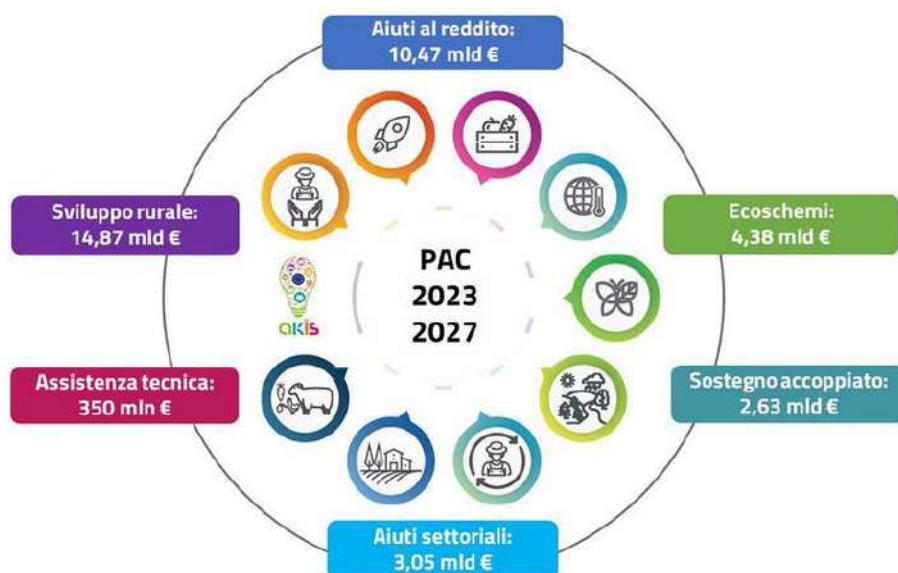 Aiuti al reddito:
10,47 mld €
Sviluppo rurale:
14,87 mld €
Ecoschemi:
4,38 mld €
PAC
2023
2027
akis
Assistenza tecnica:
350 mln €
Sostegno accoppiato:
2,63 mld €
Aiuti settoriali:
3,05 mld €